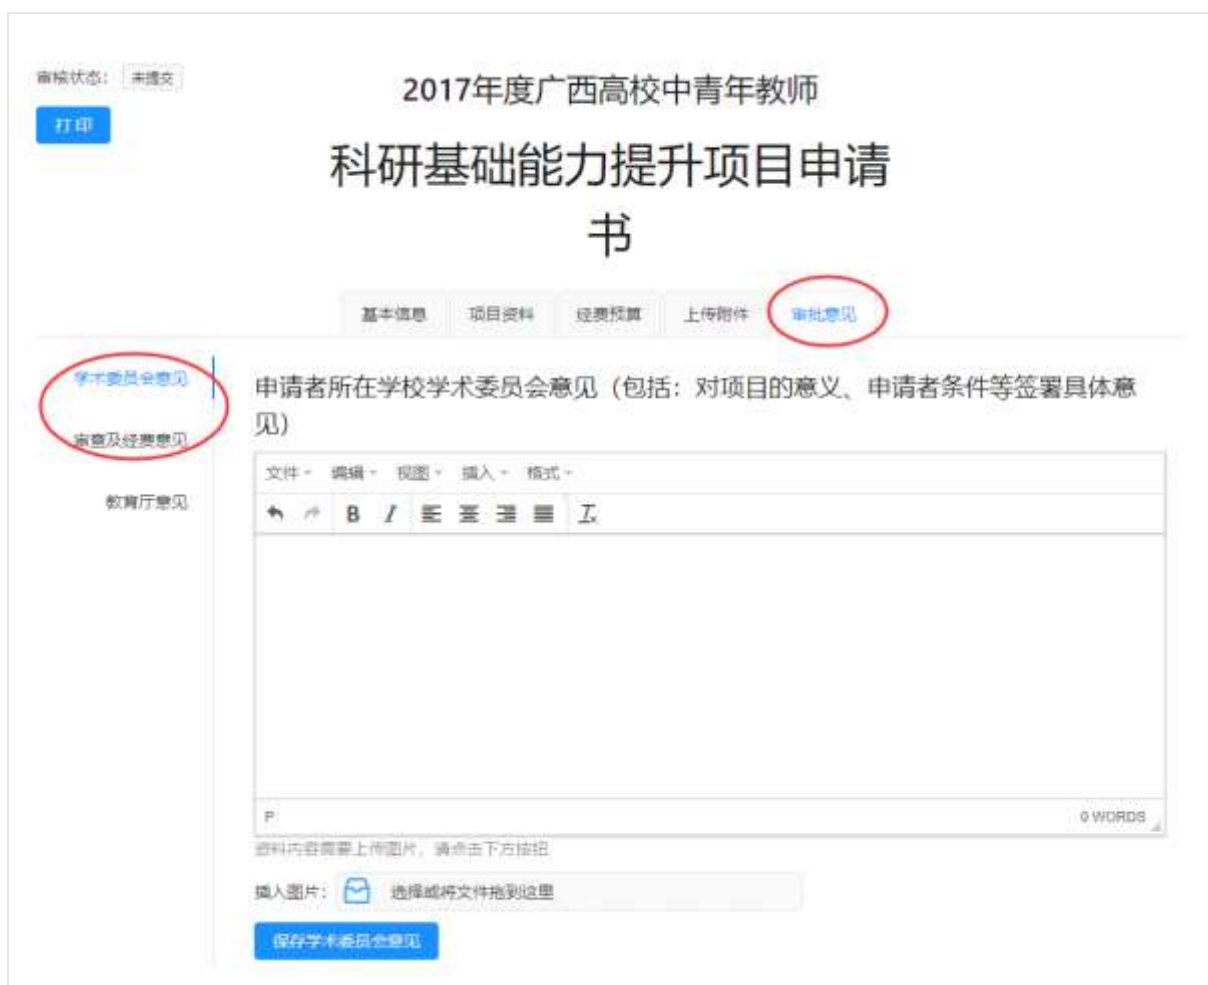 审核状态： 未提交
打印
2017年度广西高校中青年教师
科研基础能力提升项目申请
书
基本信息 项目资料 经费预算 上传附件 审批意见
学术委员会意见
审查及经费意见
教育厅意见
申请者所在学校学术委员会意见（包括：对项目的意义、申请者条件等签署具体意
见）
文件 编辑 视图 插入 格式
B I
P 0 WORDS
资料内容需要上传图片，请点击下方按钮
插入图片： 选择或将文件拖到这里
保存学术委员会意见